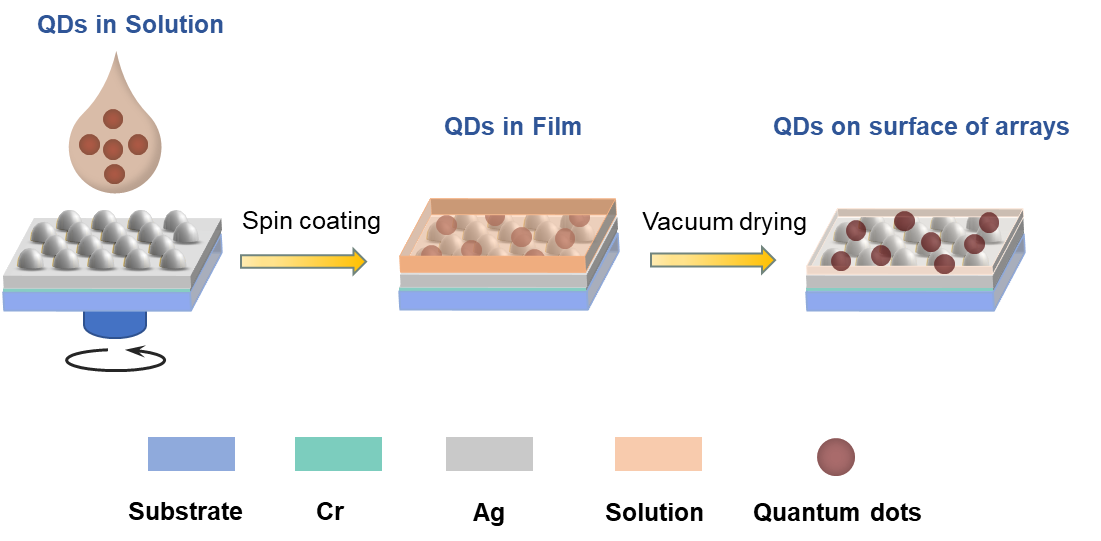 QDs in Solution
QDs in Film
QDs on surface of arrays
Spin coating
Vacuum drying
Substrate
Cr
Ag
Solution
Quantum dots